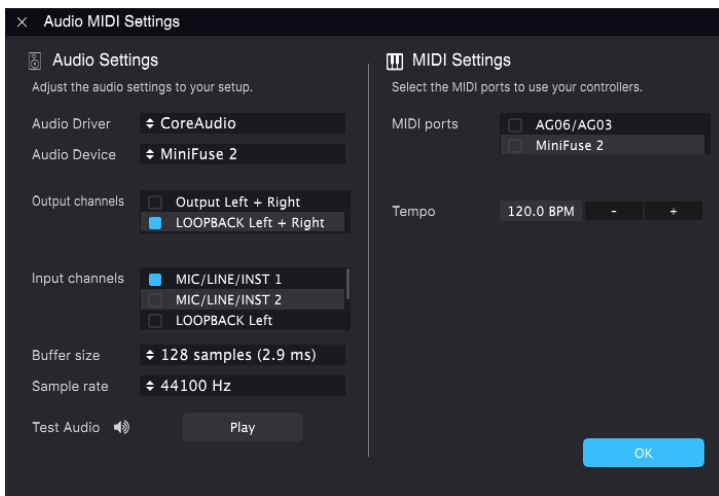 Audio MIDI Settings
Audio Settings
Adjust the audio settings to your setup.
Audio Driver
CoreAudio
Audio Device
MiniFuse 2
Output channels
Output Left + Right
LOOPBACK Left + Right
Input channels
MIC/LINE/INST 1
MIC/LINE/INST 2
LOOPBACK Left
Buffer size
128 samples (2.9 ms)
Sample rate
44100 Hz
Test Audio
Play
MIDI Settings
Select the MIDI ports to use your controllers.
MIDI ports
AG06/AG03
MiniFuse 2
Tempo
120.0 BPM
-
+
OK